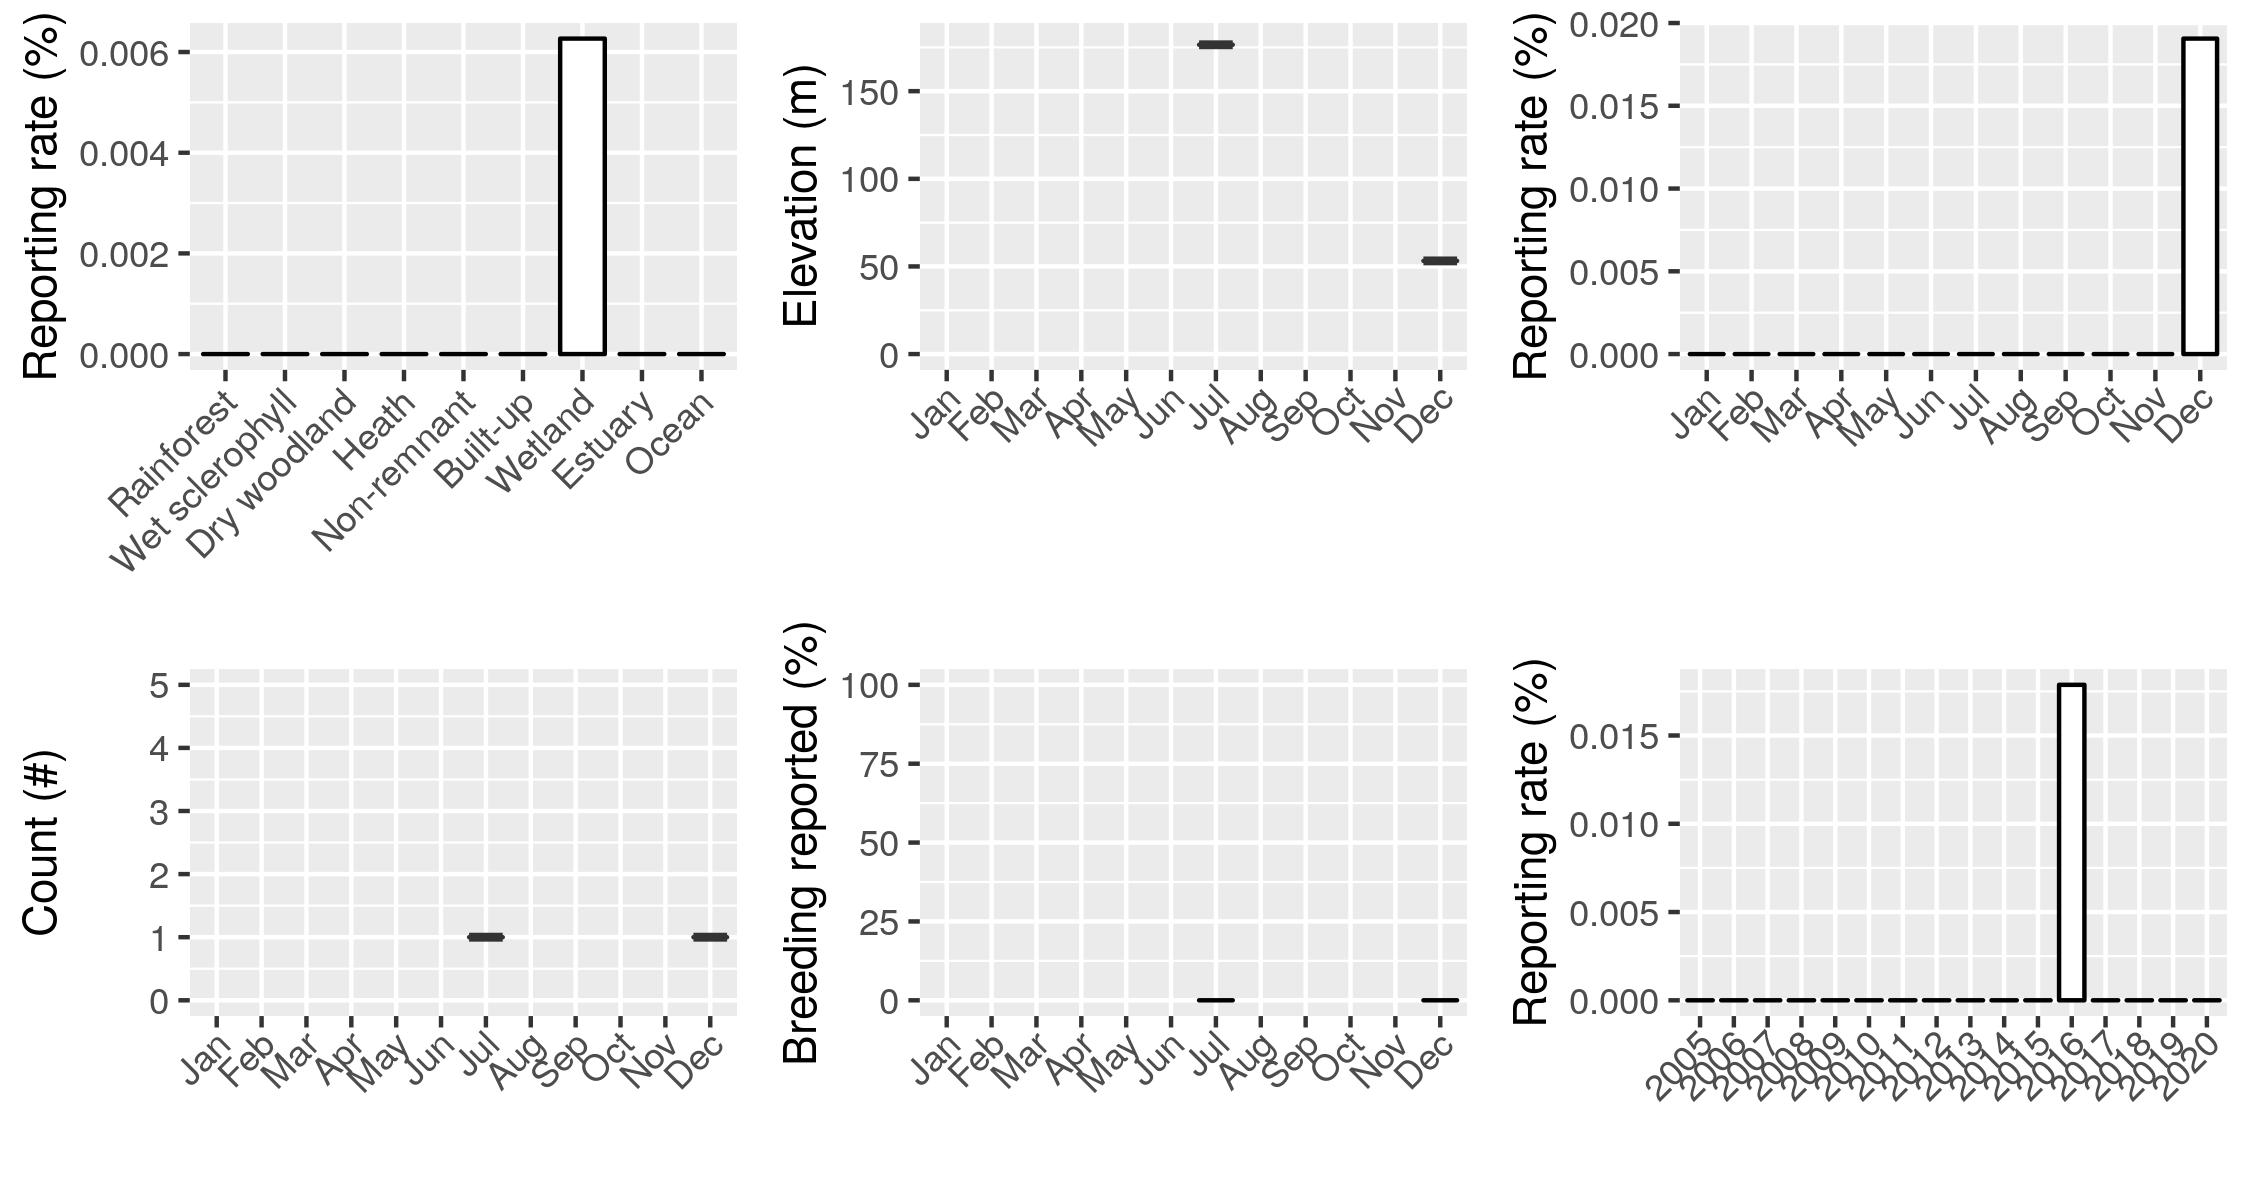 Reporting rate (%)
0.006
0.004
0.002
0.000
Rainforest
Wet sclerophyll
Dry woodland
Heath
Non-remnant
Built-up
Wetland
Estuary
Ocean
Elevation (m)
150
100
50
0
Jan
Feb
Mar
Apr
May
Jun
Jul
Aug
Sep
Oct
Nov
Dec
Reporting rate (%)
0.020
0.015
0.010
0.005
0.000
Jan
Feb
Mar
Apr
May
Jun
Jul
Aug
Sep
Oct
Nov
Dec
Count (#)
5
4
3
2
1
0
Jan
Feb
Mar
Apr
May
Jun
Jul
Aug
Sep
Oct
Nov
Dec
Breeding reported (%)
100
75
50
25
0
Jan
Feb
Mar
Apr
May
Jun
Jul
Aug
Sep
Oct
Nov
Dec
Reporting rate (%)
0.015
0.010
0.005
0.000
2005
2006
2007
2008
2009
2010
2011
2012
2013
2014
2015
2016
2017
2018
2019
2020